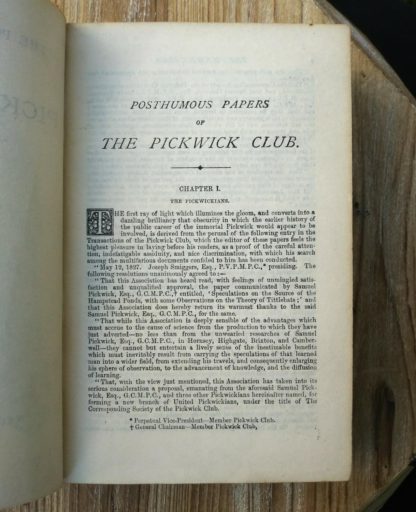 POSTHUMOUS PAPERS
OF
THE PICKWICK CLUB.
CHAPTER I.
THE PICKWICKIANS.
THE first ray of light which illumines the gloom, and converts into a
dazzling brilliancy that obscurity in which the earlier history of
the public career of the immortal Pickwick would appear to be
involved, is derived from the perusal of the following entry in the
Transactions of the Pickwick Club, which the editor of these papers feels the
highest pleasure in laying before his readers, as a proof of the careful atten-
tion, indefatigable assiduity, and nice discrimination, with which his search
among the multifarious documents confided to him has been conducted.
"May 12, 1827. Joseph Smiggers, Esq., P.V.P.M.P.C.,* presiding. The
following resolutions unanimously agreed to:—
"That this Association has heard read, with feelings of unmingled satis-
faction and unqualified approval, the paper communicated by Samuel
Pickwick, Esq., G.C.M.P.C.,† entitled, 'Speculations on the Source of the
Hampstead Ponds, with some Observations on the Theory of Tittlebats;' and
that this Association does hereby return its warmest thanks to the said
Samuel Pickwick, Esq., G.C.M.P.C., for the same.
"That while this Association is deeply sensible of the advantages which
must accrue to the cause of science from the production to which they have
just adverted—no less than from the unwearied researches of Samuel
Pickwick, Esq., G.C.M.P.C., in Hornsey, Highgate, Brixton, and Camber-
well—they cannot but entertain a lively sense of the inestimable benefits
which must inevitably result from carrying the speculations of that learned
man into a wider field, from extending his travels, and consequently enlarging
his sphere of observation, to the advancement of knowledge, and the diffusion
of learning.
"That, with the view just mentioned, this Association has taken into its
serious consideration a proposal, emanating from the aforesaid Samuel Pick-
wick, Esq., G.C.M.P.C., and three other Pickwickians hereinafter named, for
forming a new branch of United Pickwickians, under the title of The
Corresponding Society of the Pickwick Club.
* Perpetual Vice-President—Member Pickwick Club.
† General Chairman—Member Pickwick Club,